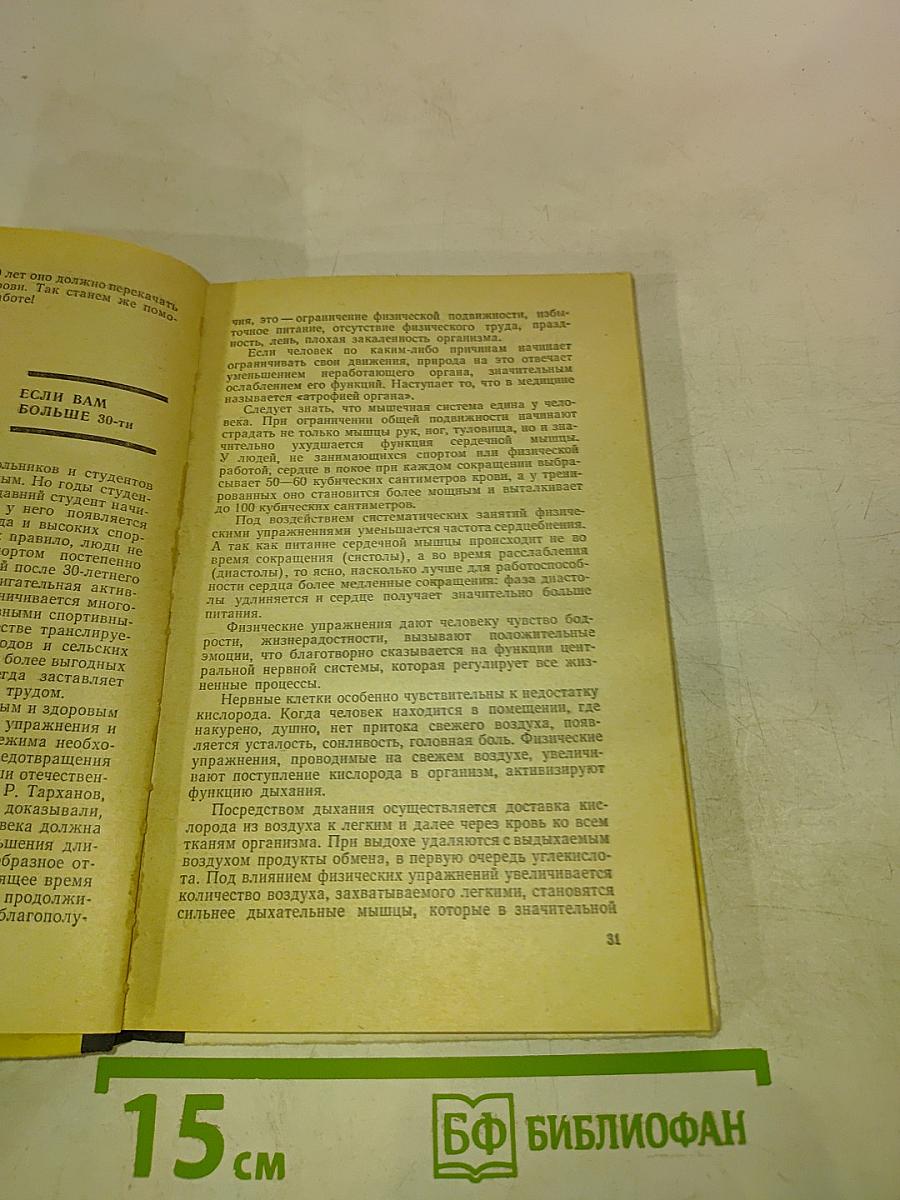 лет оно должно перекачать
рови. Так станем же помо-
аботе!
ЕСЛИ ВАМ
БОЛЬШЕ 30-ти
ольников и студентов
ым. Но годы студен-
давний студент начи-
у него появляется
да и высоких спор-
правило, люди не
ортом постепенно
й после 30-летнего
игательная актив-
ничивается много-
вными спортивны-
стве транслируе-
одов и сельских
более выгодных
егда заставляет
трудом.
ым и здоровым
упражнения и
ежима необхо-
едотвращения
ли отечествен-
Р. Тарханов,
доказывали,
века должна
ьшения дли-
образное от-
ящее время
продолжи-
благополу-
чия, это — ограничение физической подвижности, избы-
точное питание, отсутствие физического труда, празд-
ность, лень, плохая закаленность организма.
Если человек по каким-либо причинам начинает
ограничивать свои движения, природа на это отвечает
уменьшением неработающего органа, значительным
ослаблением его функций. Наступает то, что в медицине
называется «атрофией органа».
Следует знать, что мышечная система едина у чело-
века. При ограничении общей подвижности начинают
страдать не только мышцы рук, ног, туловища, но и зна-
чительно ухудшается функция сердечной мышцы.
У людей, не занимающихся спортом или физической
работой, сердце в покое при каждом сокращении выбра-
сывает 50—60 кубических сантиметров крови, а у трени-
рованных оно становится более мощным и выталкивает
до 100 кубических сантиметров.
Под воздействием систематических занятий физиче-
скими упражнениями уменьшается частота сердцебиения.
А так как питание сердечной мышцы происходит не во
время сокращения (систолы), а во время расслабления
(диастолы), то ясно, насколько лучше для работоспособ-
ности сердца более медленные сокращения: фаза диасто-
лы удлиняется и сердце получает значительно больше
питания.
Физические упражнения дают человеку чувство бод-
рости, жизнерадостности, вызывают положительные
эмоции, что благотворно сказывается на функции цент-
ральной нервной системы, которая регулирует все жиз-
ненные процессы.
Нервные клетки особенно чувствительны к недостатку
кислорода. Когда человек находится в помещении, где
накурено, душно, нет притока свежего воздуха, появ-
ляется усталость, сонливость, головная боль. Физические
упражнения, проводимые на свежем воздухе, увеличи-
вают поступление кислорода в организм, активизируют
функцию дыхания.
Посредством дыхания осуществляется доставка кис-
лорода из воздуха к легким и далее через кровь ко всем
тканям организма. При выдохе удаляются с выдыхаемым
воздухом продукты обмена, в первую очередь углекисло-
та. Под влиянием физических упражнений увеличивается
количество воздуха, захватываемого легкими, становятся
сильнее дыхательные мышцы, которые в значительной
31
15 см
БФ БИБЛИОФАН